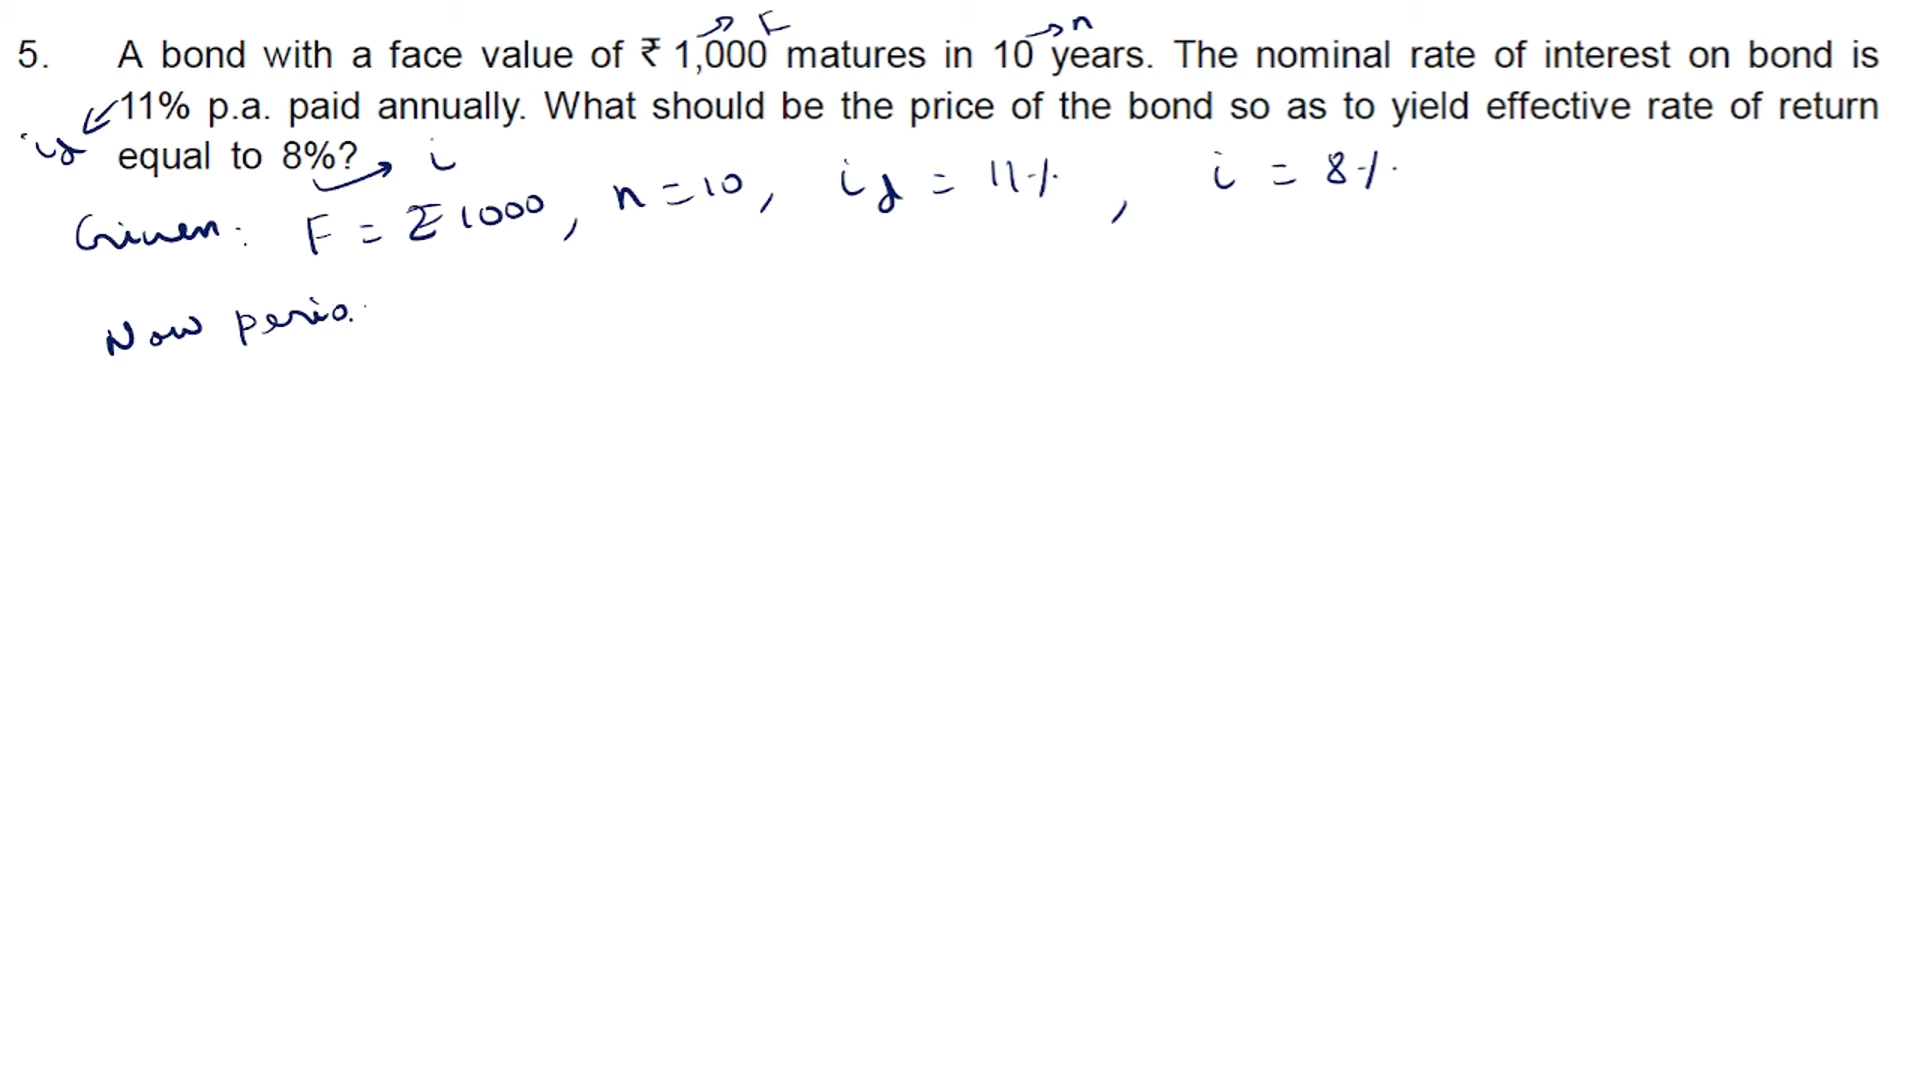 → F → n
5. A bond with a face value of ₹ 1,000 matures in 10 years. The nominal rate of interest on bond is
11% p.a. paid annually. What should be the price of the bond so as to yield effective rate of return
i_d equal to 8%? → i
Given: F = ₹1000, n = 10, i_d = 11%, i = 8%.
Now perio.